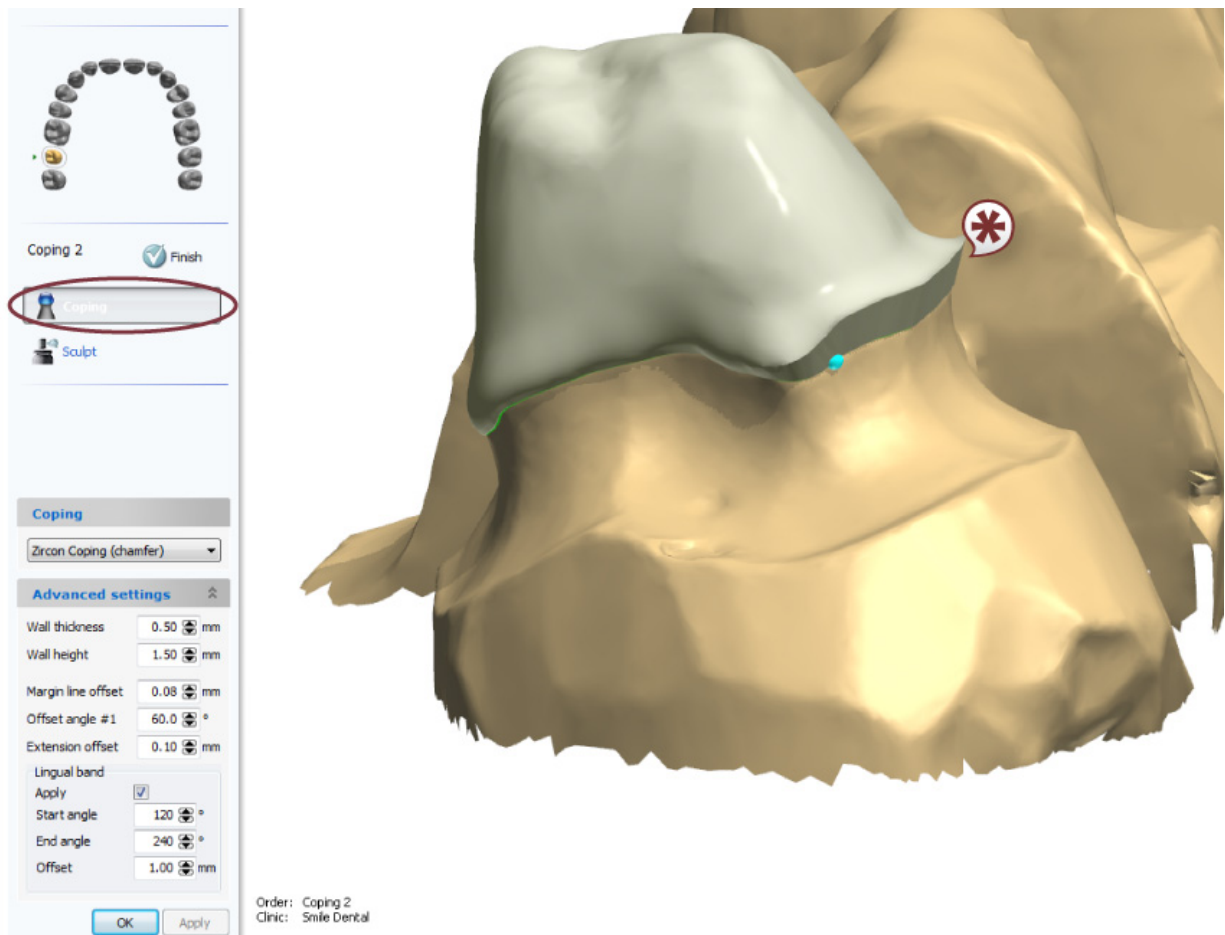 Coping 2
Finish
Coping
Sculpt
Coping
Zircon Coping (chamfer)
Advanced settings
Wall thickness 0.50 mm
Wall height 1.50 mm
Margin line offset 0.08 mm
Offset angle #1 60.0 °
Extension offset 0.10 mm
Lingual band
Apply
Start angle 120 °
End angle 240 °
Offset 1.00 mm
OK Apply
Order: Coping 2
Clinic: Smile Dental